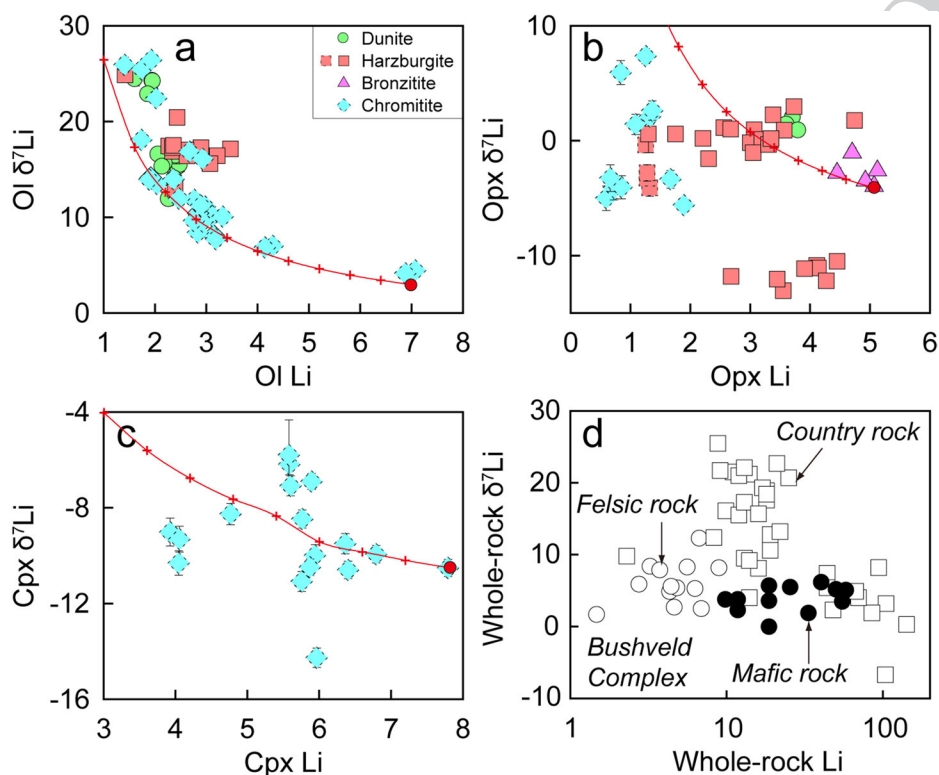 a
Dunite
Harzburgite
Bronzitite
Chromitite
30
20
10
0
Ol δ⁷Li
1 2 3 4 5 6 7 8
Ol Li
b
10
0
-10
Opx δ⁷Li
0 1 2 3 4 5 6
Opx Li
c
-4
-8
-12
-16
Cpx δ⁷Li
3 4 5 6 7 8
Cpx Li
d
30
20
10
0
-10
Whole-rock δ⁷Li
Country rock
Felsic rock
Bushveld
Complex
Mafic rock
1 10 100
Whole-rock Li